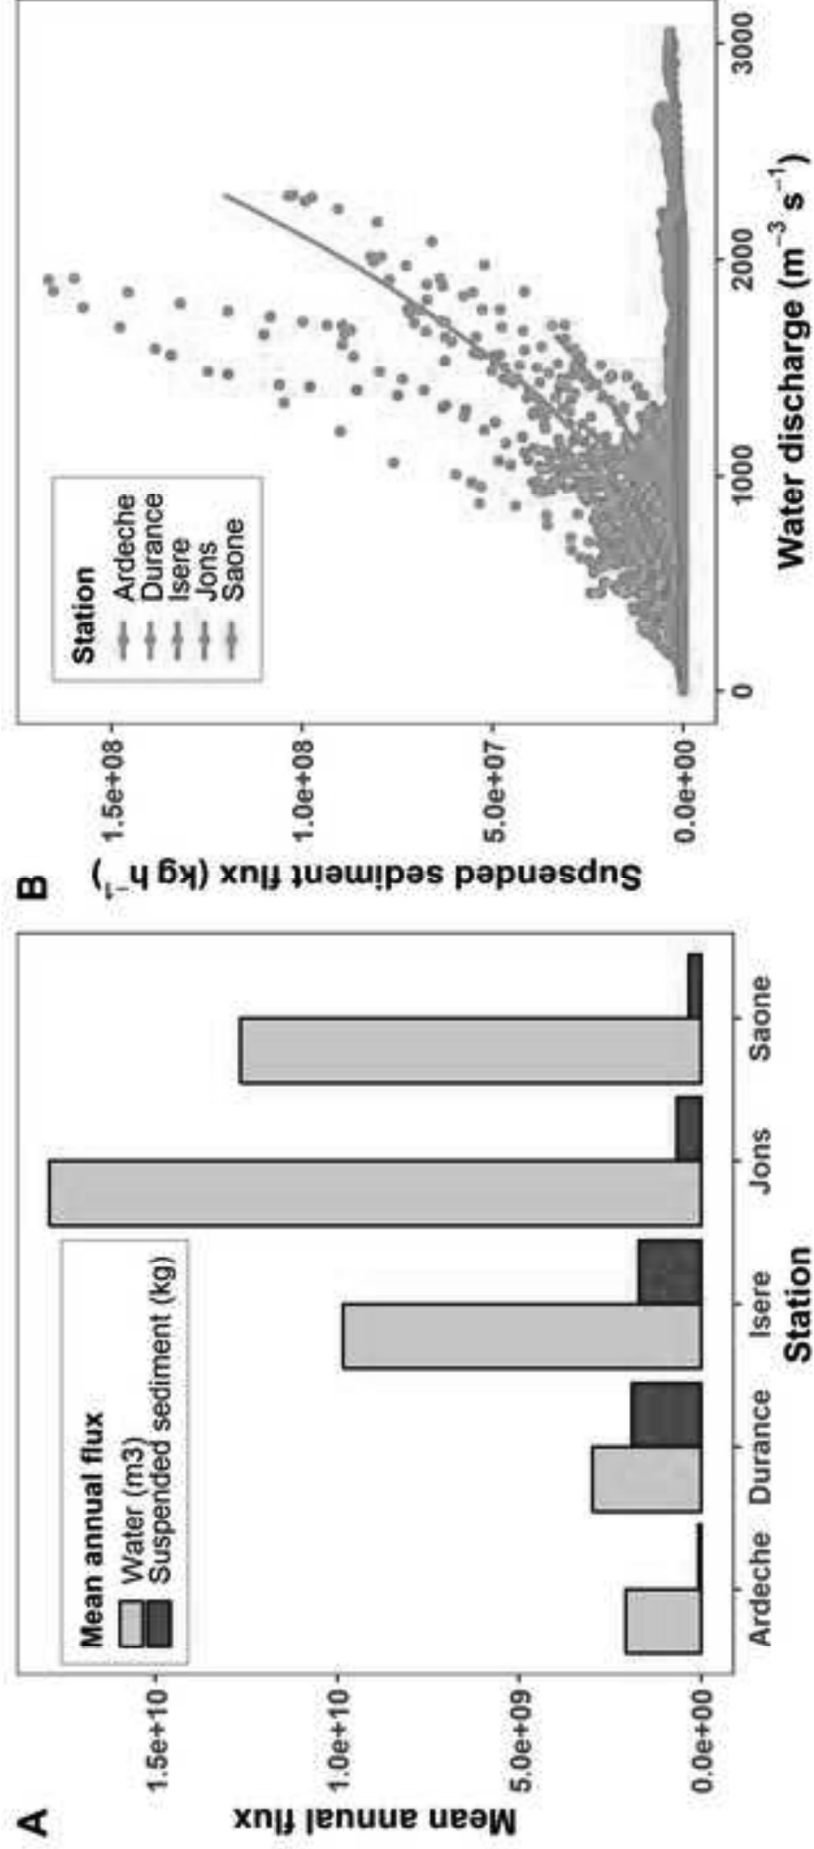 A
Mean annual flux
1.5e+10
1.0e+10
5.0e+09
0.0e+00
Mean annual flux
Water (m3)
Suspended sediment (kg)
Ardeche
Durance
Isere
Jons
Saone
Station
B
Supsended sediment flux (kg h⁻¹)
1.5e+08
1.0e+08
5.0e+07
0.0e+00
Station
Ardeche
Durance
Isere
Jons
Saone
0
1000
2000
3000
Water discharge (m⁻³ s⁻¹)